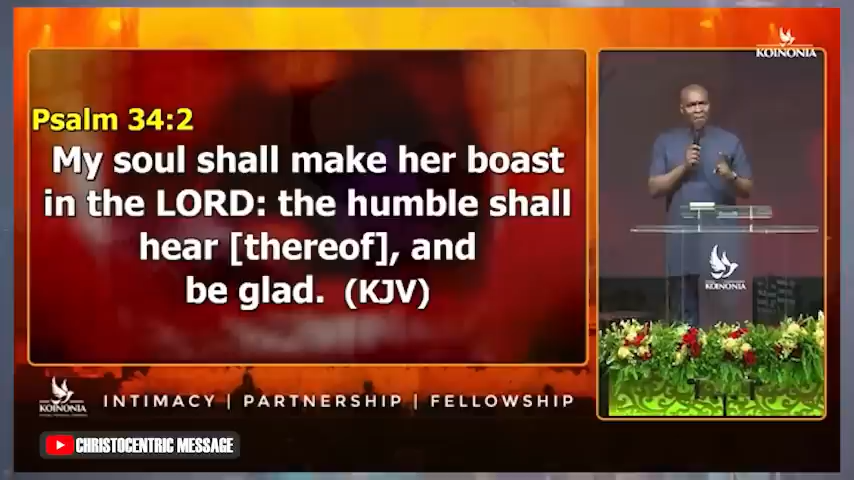 KOINONIA
Psalm 34:2
My soul shall make her boast
in the LORD: the humble shall
hear [thereof], and
be glad. (KJV)
KOINONIA
KOINONIA
INTIMACY | PARTNERSHIP | FELLOWSHIP
CHRISTOCENTRIC MESSAGE